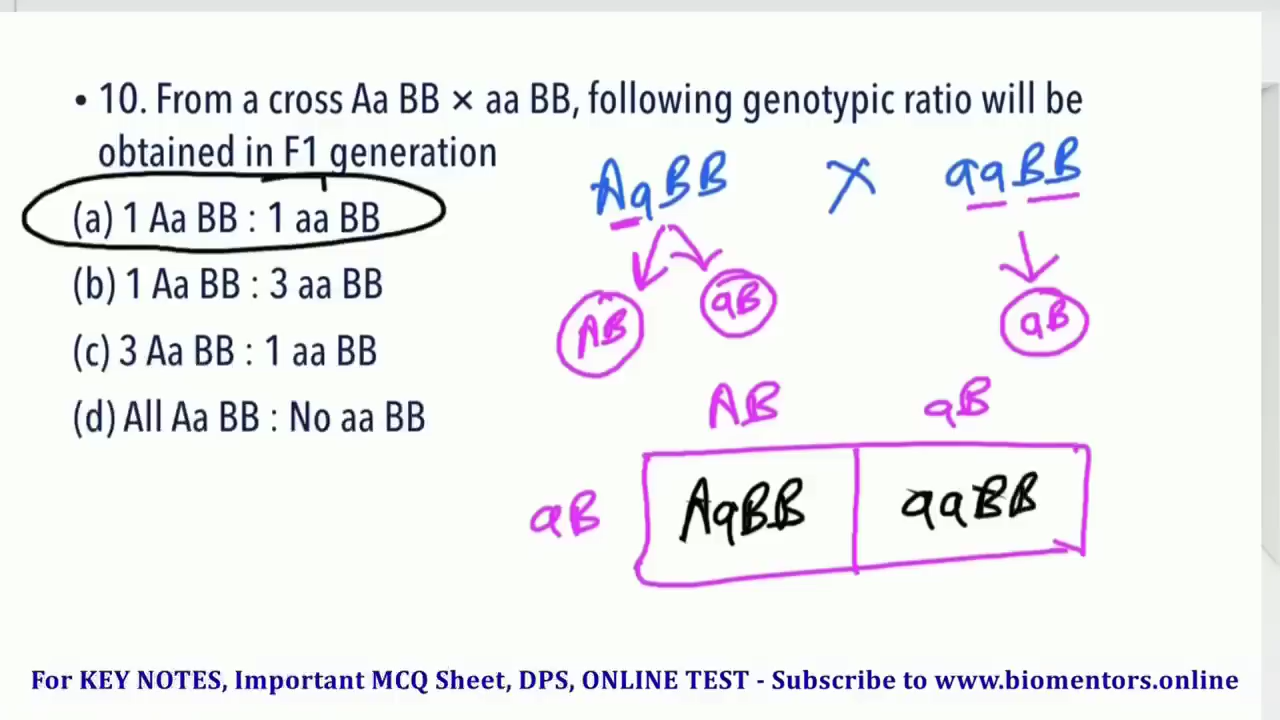 • 10. From a cross Aa BB × aa BB, following genotypic ratio will be
obtained in F1 generation
(a) 1 Aa BB : 1 aa BB
(b) 1 Aa BB : 3 aa BB
(c) 3 Aa BB : 1 aa BB
(d) All Aa BB : No aa BB
AaBB × aaBB
AB aB aB
AB aB
aB AaBB aaBB
For KEY NOTES, Important MCQ Sheet, DPS, ONLINE TEST - Subscribe to www.biomentors.online